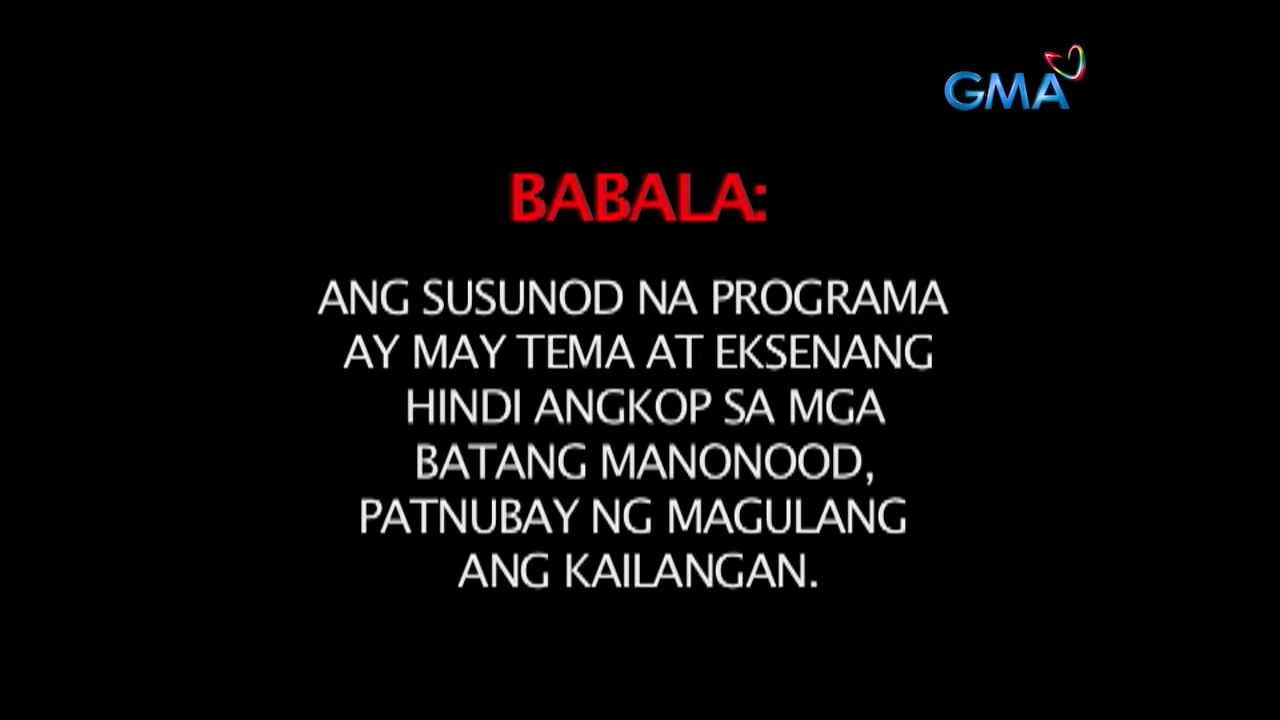 GMA
BABALA:
ANG SUSUNOD NA PROGRAMA
AY MAY TEMA AT EKSENANG
HINDI ANGKOP SA MGA
BATANG MANONOOD,
PATNUBAY NG MAGULANG
ANG KAILANGAN.